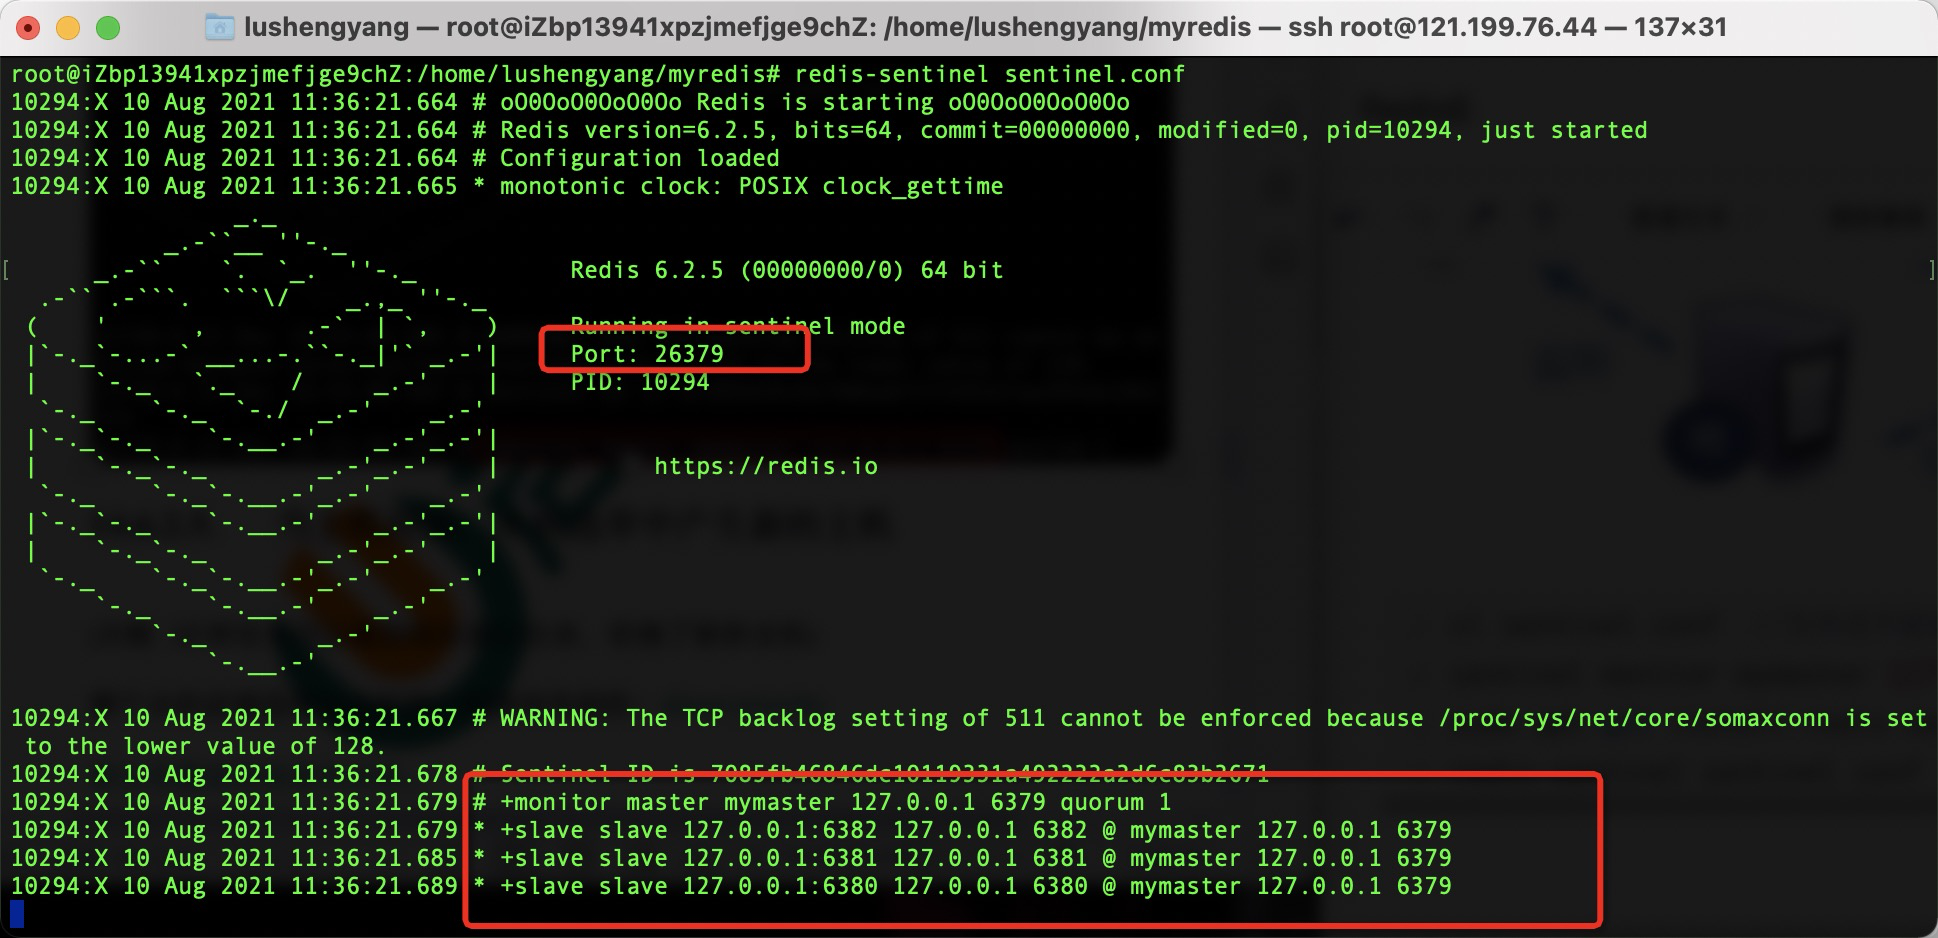 lushengyang — root@iZbp13941xpzjmefjge9chZ: /home/lushengyang/myredis — ssh root@121.199.76.44 — 137×31
root@iZbp13941xpzjmefjge9chZ:/home/lushengyang/myredis# redis-sentinel sentinel.conf
10294:X 10 Aug 2021 11:36:21.664 # oO0OoO0OoO0Oo Redis is starting oO0OoO0OoO0Oo
10294:X 10 Aug 2021 11:36:21.664 # Redis version=6.2.5, bits=64, commit=00000000, modified=0, pid=10294, just started
10294:X 10 Aug 2021 11:36:21.664 # Configuration loaded
10294:X 10 Aug 2021 11:36:21.665 * monotonic clock: POSIX clock_gettime
Redis 6.2.5 (00000000/0) 64 bit
Running in sentinel mode
Port: 26379
PID: 10294
https://redis.io
10294:X 10 Aug 2021 11:36:21.667 # WARNING: The TCP backlog setting of 511 cannot be enforced because /proc/sys/net/core/somaxconn is set
to the lower value of 128.
10294:X 10 Aug 2021 11:36:21.678 # Sentinel ID is 7085fb46846dc10119331a492222a2d6c83b2671
10294:X 10 Aug 2021 11:36:21.679 # +monitor master mymaster 127.0.0.1 6379 quorum 1
10294:X 10 Aug 2021 11:36:21.679 * +slave slave 127.0.0.1:6382 127.0.0.1 6382 @ mymaster 127.0.0.1 6379
10294:X 10 Aug 2021 11:36:21.685 * +slave slave 127.0.0.1:6381 127.0.0.1 6381 @ mymaster 127.0.0.1 6379
10294:X 10 Aug 2021 11:36:21.689 * +slave slave 127.0.0.1:6380 127.0.0.1 6380 @ mymaster 127.0.0.1 6379